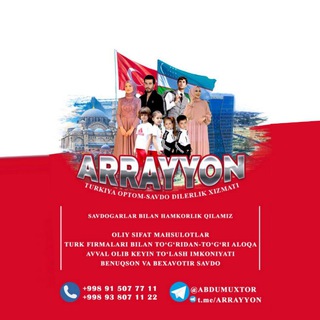 ARRAYYON
TURKIYA OPTOM-SAVDO DILERLIK XIZMATI
SAVDOGARLAR BILAN HAMKORLIK QILAMIZ
OLIY SIFAT MAHSULOTLAR
TURK FIRMALARI BILAN TO'G'RIDAN-TO'G'RI ALOQA
AVVAL OLIB KEYIN TO'LASH IMKONIYATI
BENUQSON VA BEXAVOTIR SAVDO
+998 91 507 77 11
+998 93 807 11 22
@ABDUMUXTOR
t.me/ARRAYYON